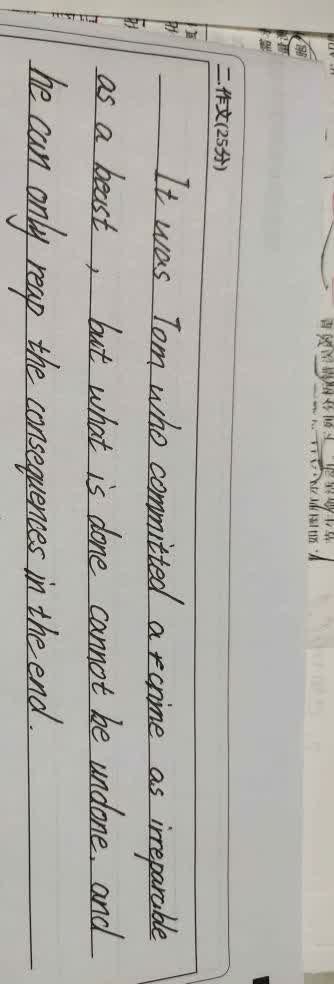 二.作文(25分)
It was Tom who committed a crime as irreparable
as a beast, but what is done cannot be undone, and
he can only reap the consequences in the end.